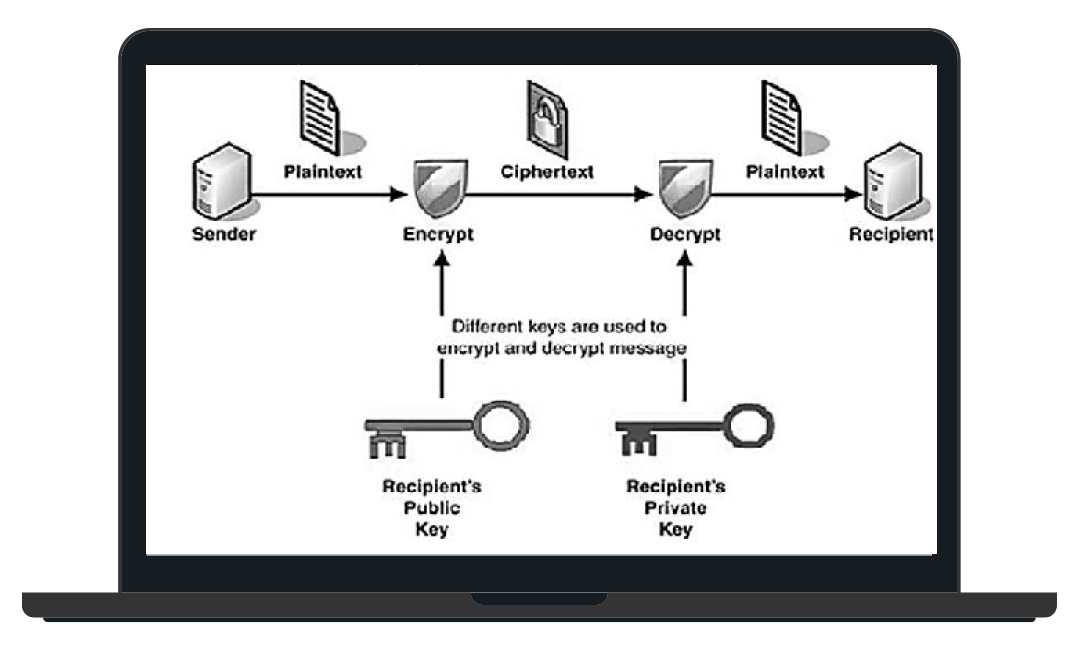 Plaintext
Ciphertext
Plaintext
Sender
Encrypt
Decrypt
Recipient
Different keys are used to
encrypt and decrypt message
Recipient's
Public
Key
Recipient's
Private
Key